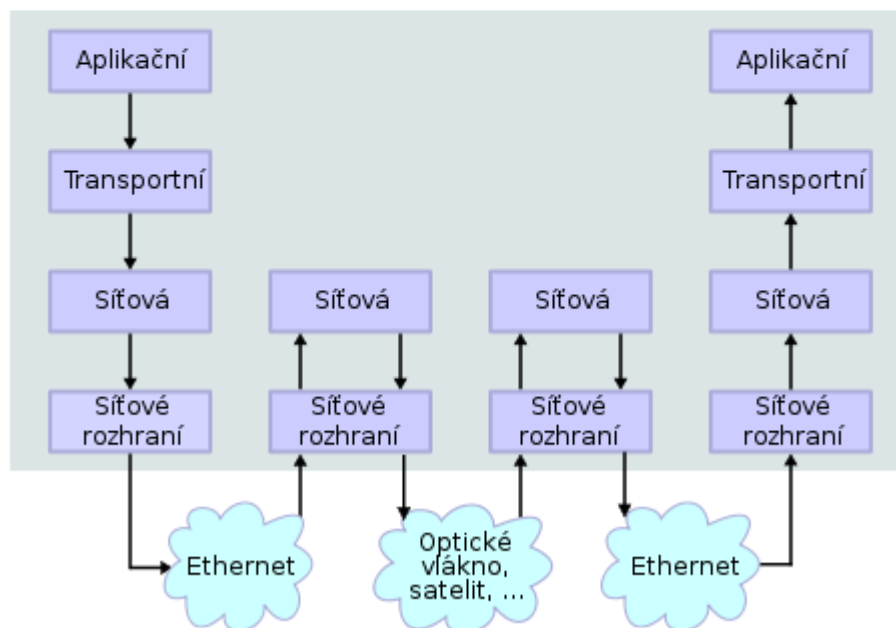 Aplikační
Aplikační
Transportní
Transportní
Síťová
Síťová
Síťová
Síťová
Síťové
rozhraní
Síťové
rozhraní
Síťové
rozhraní
Síťové
rozhraní
Ethernet
Optické
vlákno,
satelit, ...
Ethernet